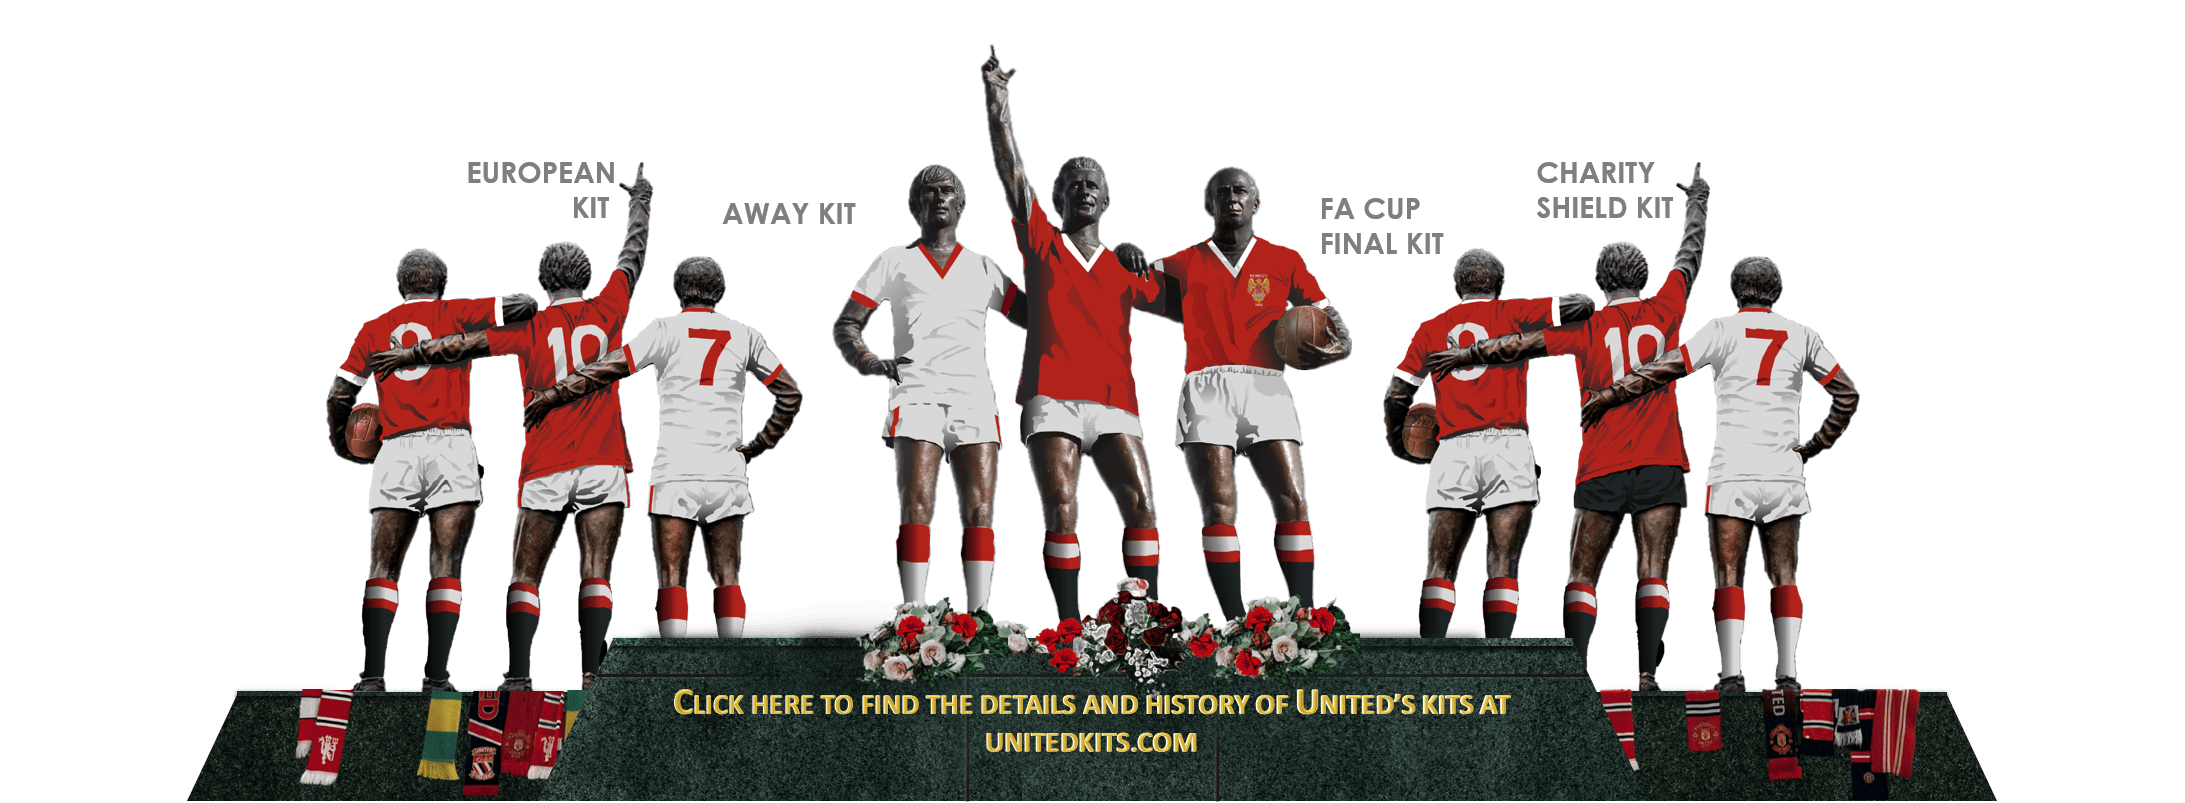 EUROPEAN
KIT
AWAY KIT
FA CUP
FINAL KIT
CHARITY
SHIELD KIT
9
10
7
9
10
7
CLICK HERE TO FIND THE DETAILS AND HISTORY OF UNITED'S KITS AT
UNITEDKITS.COM